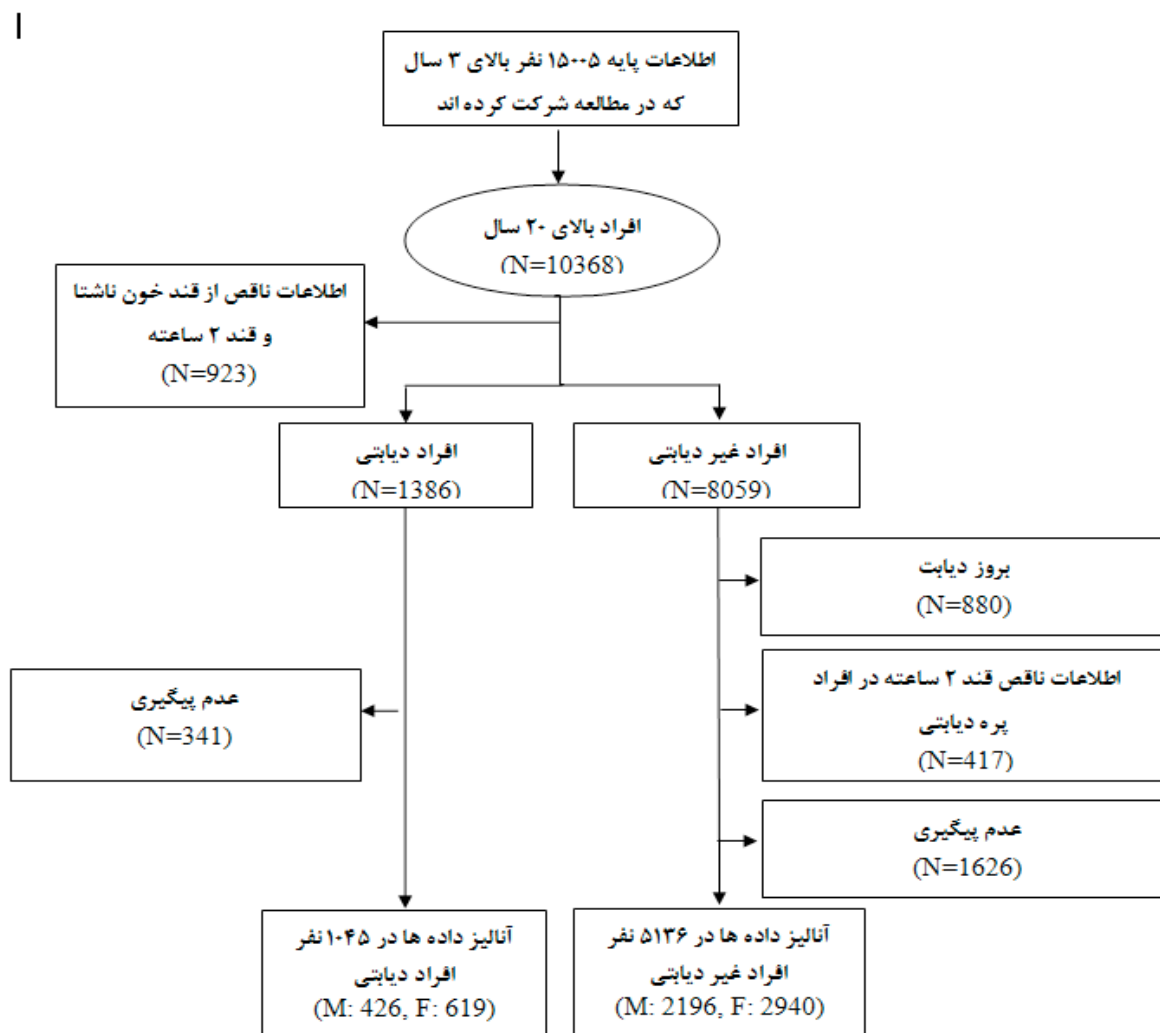 اطلاعات پایه ۱۵۰۰۵ نفر بالای ۳ سال
که در مطالعه شرکت کرده اند
افراد بالای ۲۰ سال
(N=10368)
اطلاعات ناقص از قند خون ناشتا
و قند ۲ ساعته
(N=923)
افراد دیابتی
(N=1386)
افراد غیر دیابتی
(N=8059)
بروز دیابت
(N=880)
اطلاعات ناقص قند ۲ ساعته در افراد
پره دیابتی
(N=417)
عدم پیگیری
(N=341)
عدم پیگیری
(N=1626)
آنالیز داده ها در ۱۰۴۵ نفر
افراد دیابتی
(M: 426, F: 619)
آنالیز داده ها در ۵۱۳۶ نفر
افراد غیر دیابتی
(M: 2196, F: 2940)